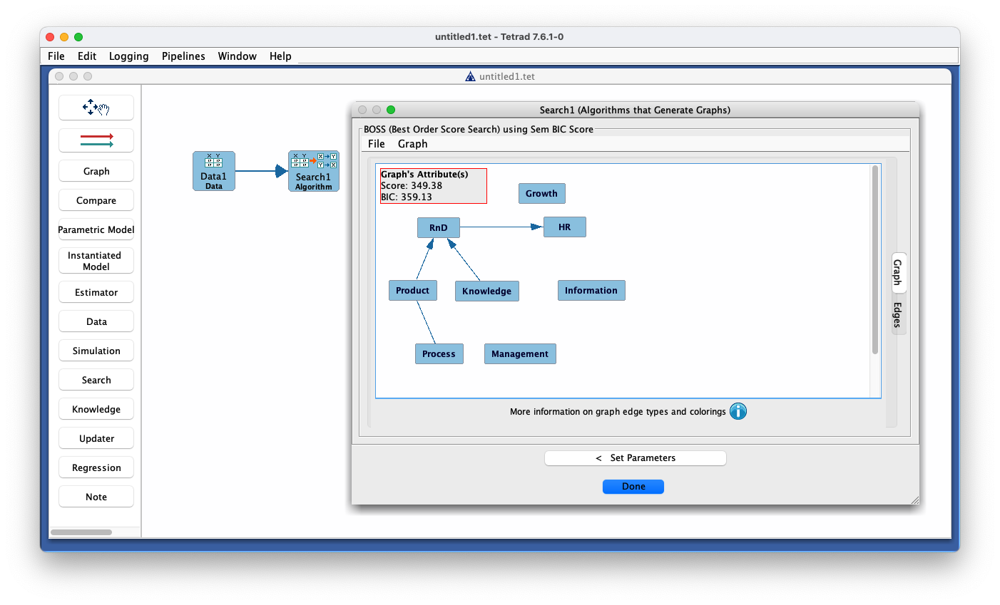 untitled1.tet - Tetrad 7.6.1-0
File Edit Logging Pipelines Window Help
untitled1.tet
Graph
Compare
Parametric Model
Instantiated
Model
Estimator
Data
Simulation
Search
Knowledge
Updater
Regression
Note
X Y
Data1
Data
X Y X Y
Y X
Search1
Algorithm
Search1 (Algorithms that Generate Graphs)
BOSS (Best Order Score Search) using Sem BIC Score
File Graph
Graph's Attribute(s)
Score: 349.38
BIC: 359.13
Growth
RnD
HR
Product
Knowledge
Information
Process
Management
Graph
Edges
More information on graph edge types and colorings
< Set Parameters
Done